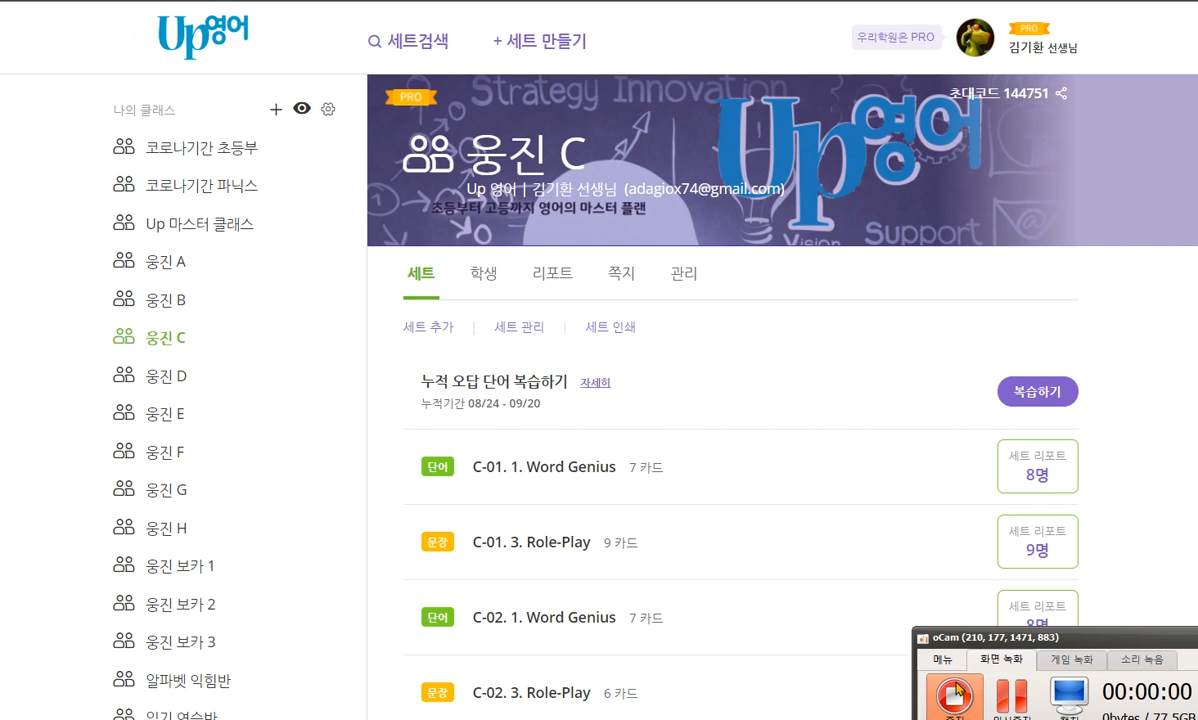 Up영어
세트검색
+ 세트 만들기
우리학원은 PRO
PRO
김기환 선생님
나의 클래스
코로나기간 초등부
코로나기간 파닉스
Up 마스터 클래스
웅진 A
웅진 B
웅진 C
웅진 D
웅진 E
웅진 F
웅진 G
웅진 H
웅진 보카 1
웅진 보카 2
웅진 보카 3
알파벳 익힘반
PRO
Strategy Innovation
초대코드 144751
Up영어
웅진 C
Up 영어 | 김기환 선생님 (adagiox74@gmail.com)
초등부터 고등까지 영어의 마스터 플랜
Vision
Support
세트 학생 리포트 쪽지 관리
세트 추가 | 세트 관리 | 세트 인쇄
누적 오답 단어 복습하기 자세히
누적기간 08/24 - 09/20
복습하기
단어 C-01. 1. Word Genius 7 카드
세트 리포트
8명
문장 C-01. 3. Role-Play 9 카드
세트 리포트
9명
단어 C-02. 1. Word Genius 7 카드
세트 리포트
8명
문장 C-02. 3. Role-Play 6 카드
oCam (210, 177, 1471, 883)
메뉴 화면 녹화 게임 녹화 소리 녹음
00:00:00
0bytes / 77.5GB